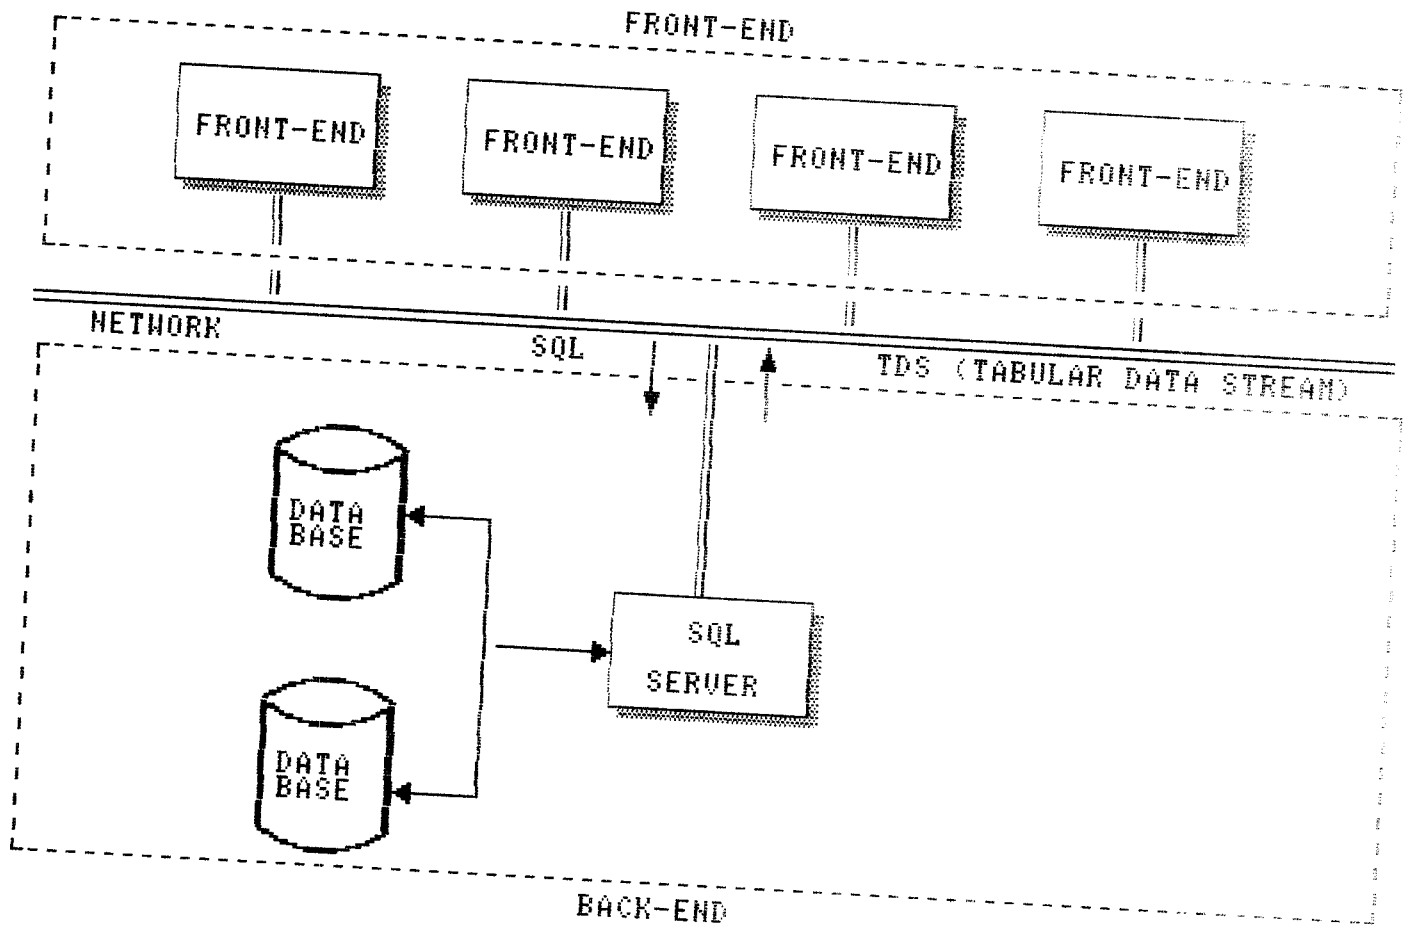 FRONT-END
FRONT-END
FRONT-END
FRONT-END
FRONT-END
NETWORK
SQL
TDS (TABULAR DATA STREAM)
DATA
BASE
SQL
SERVER
DATA
BASE
BACK-END